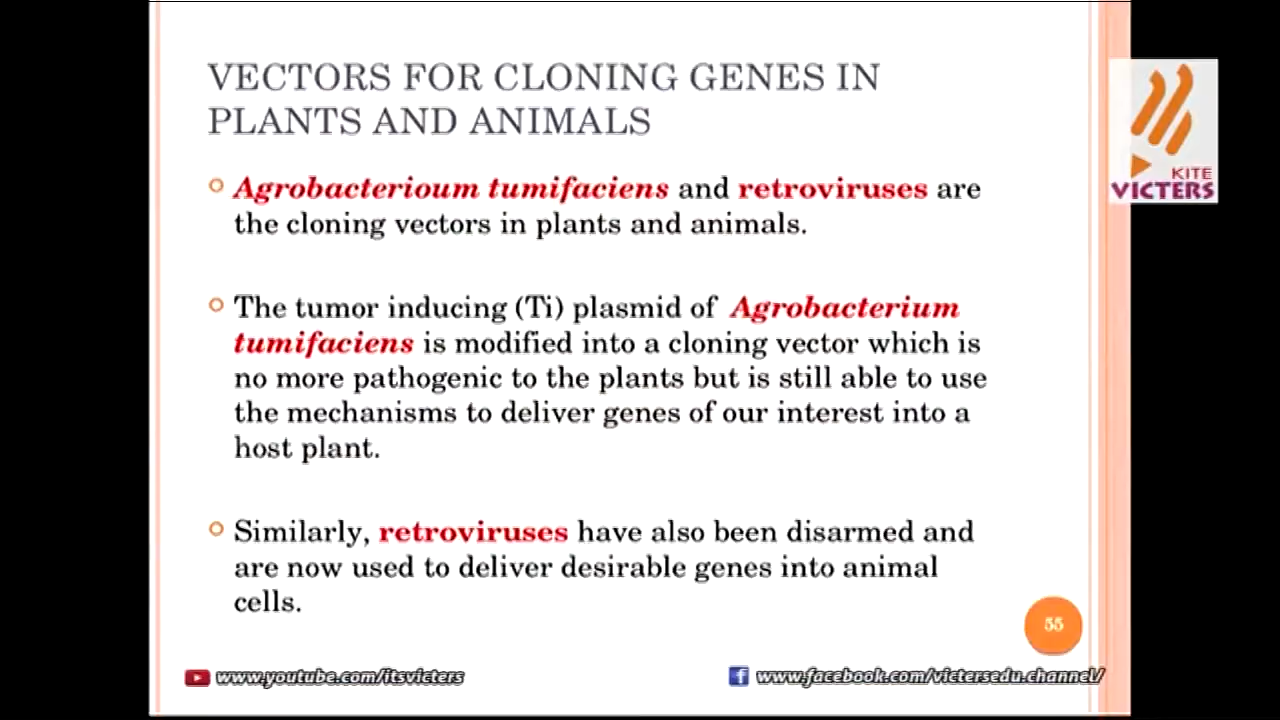 VECTORS FOR CLONING GENES IN
PLANTS AND ANIMALS
Agrobacterioum tumifaciens and retroviruses are
the cloning vectors in plants and animals.
The tumor inducing (Ti) plasmid of Agrobacterium
tumifaciens is modified into a cloning vector which is
no more pathogenic to the plants but is still able to use
the mechanisms to deliver genes of our interest into a
host plant.
Similarly, retroviruses have also been disarmed and
are now used to deliver desirable genes into animal
cells.
55
KITE
VICTERS
www.youtube.com/itsvicters
www.facebook.com/victersedu.channel/